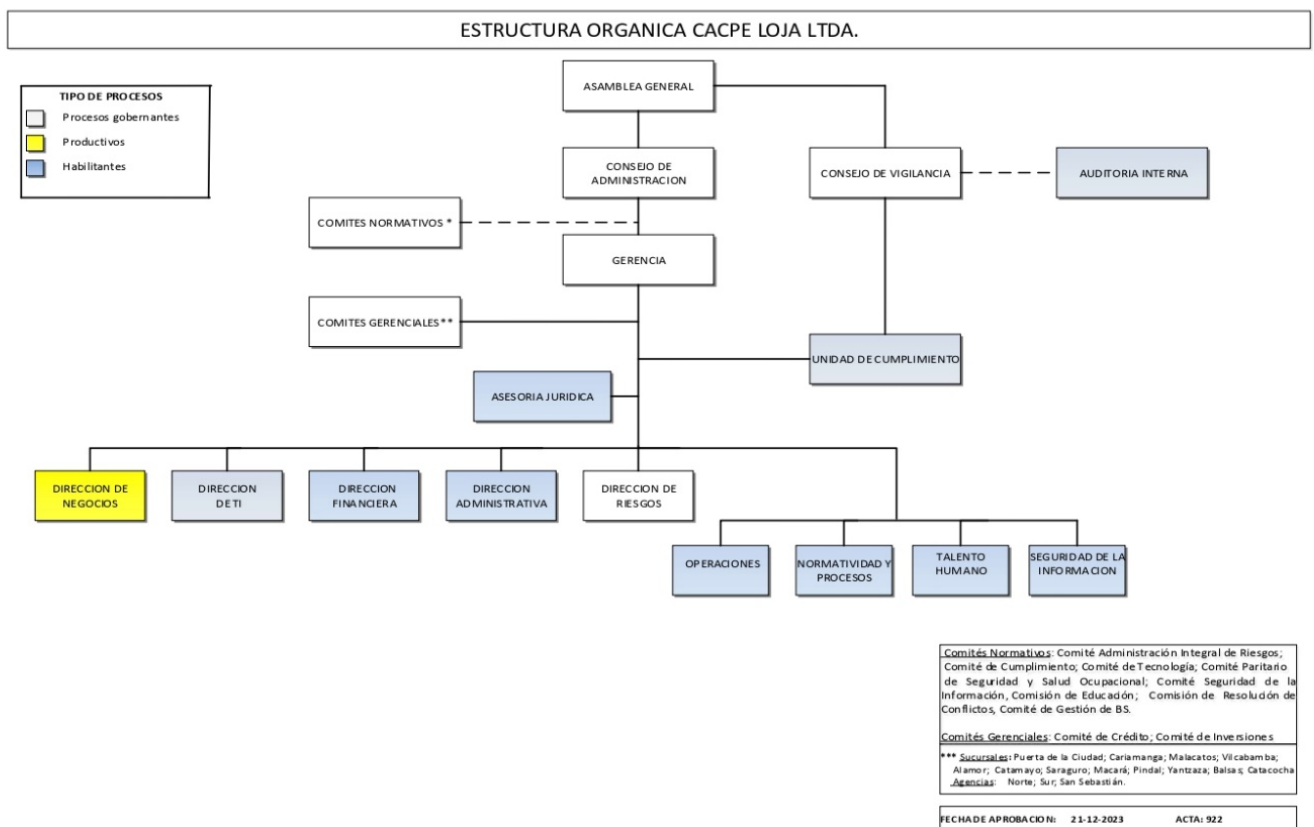 ESTRUCTURA ORGANICA CACPE LOJA LTDA.
TIPO DE PROCESOS
Procesos gobernantes
Productivos
Habilitantes
ASAMBLEA GENERAL
CONSEJO DE
ADMINISTRACION
CONSEJO DE VIGILANCIA
AUDITORIA INTERNA
COMITES NORMATIVOS *
GERENCIA
COMITES GERENCIALES**
UNIDAD DE CUMPLIMIENTO
ASESORIA JURIDICA
DIRECCION DE
NEGOCIOS
DIRECCION
DE TI
DIRECCION
FINANCIERA
DIRECCION
ADMINISTRATIVA
DIRECCION DE
RIESGOS
OPERACIONES
NORMATIVIDAD Y
PROCESOS
TALENTO
HUMANO
SEGURIDAD DE LA
INFORMACION
Comités Normativos: Comité Administración Integral de Riesgos;
Comité de Cumplimiento; Comité de Tecnología; Comité Paritario
de Seguridad y Salud Ocupacional; Comité Seguridad de la
Información, Comisión de Educación; Comisión de Resolución de
Conflictos, Comité de Gestión de BS.
Comités Gerenciales: Comité de Crédito; Comité de Inversiones
*** Sucursales: Puerta de la Ciudad; Cariamanga; Malacatos; Vilcabamba;
Alamor; Catamayo; Saraguro; Macará; Pindal; Yantzaza; Balsas; Catacocha
Agencias: Norte; Sur; San Sebastián.
FECHA DE APROBACION: 21-12-2023 ACTA: 922